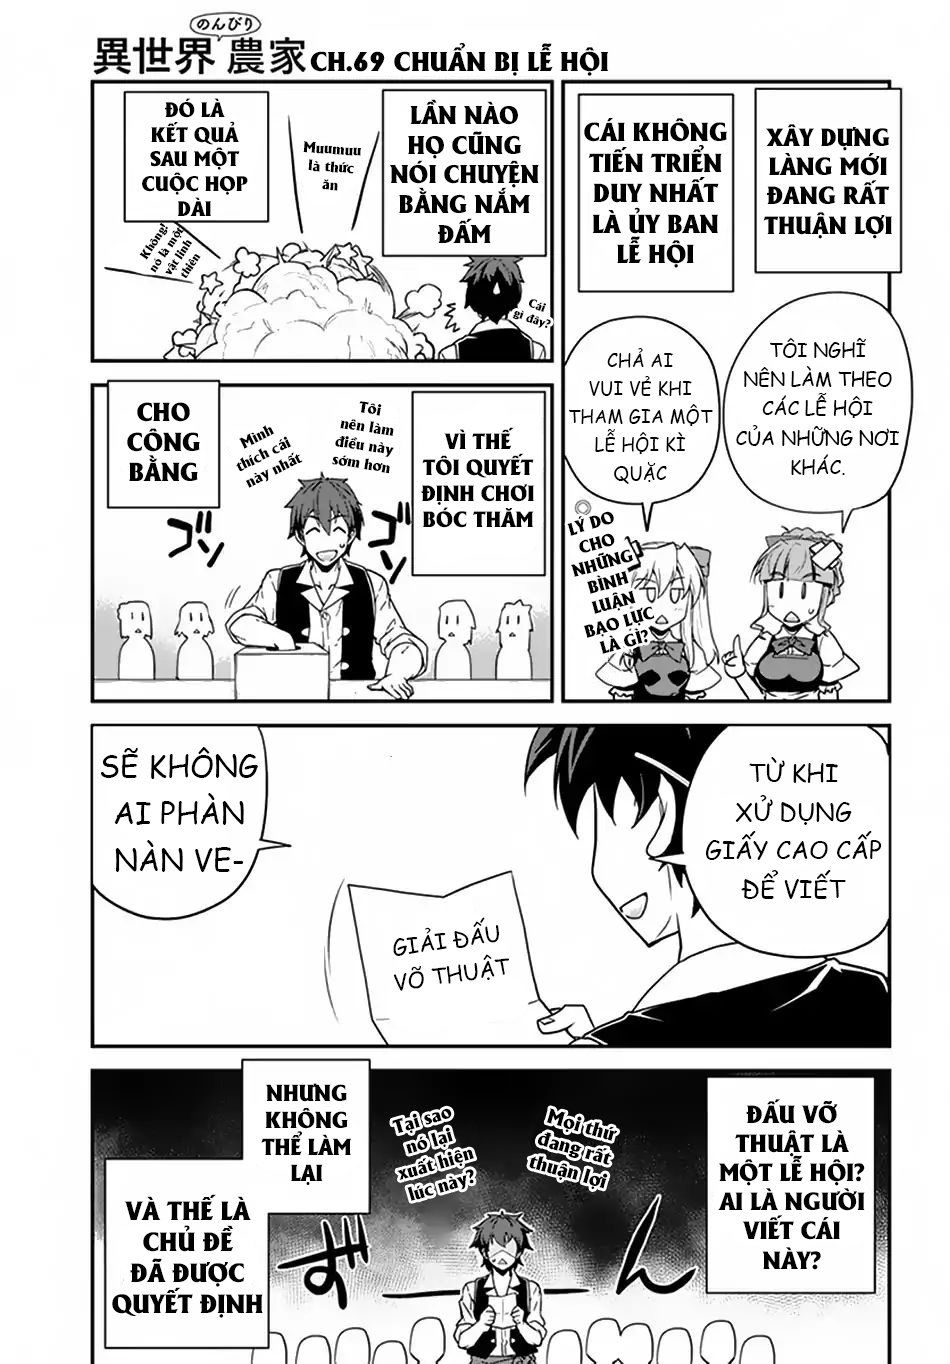 のんびり
異世界 農家 CH.69 CHUẨN BỊ LỄ HỘI
XÂY DỰNG
LÀNG MỚI
ĐANG RẤT
THUẬN LỢI
CÁI KHÔNG
TIẾN TRIỂN
DUY NHẤT
LÀ ỦY BAN
LỄ HỘI
TÔI NGHĨ
NÊN LÀM THEO
CÁC LỄ HỘI
CỦA NHỮNG NƠI
KHÁC.
CHẢ AI
VUI VẺ KHI
THAM GIA MỘT
LỄ HỘI KÌ
QUẶC
LÝ DO
CHO
NHỮNG
BÌNH
LUẬN
BẠO LỰC
LÀ GÌ?
LẦN NÀO
HỌ CŨNG
NÓI CHUYỆN
BẰNG NẮM
ĐẤM
Muumuu
là thức
ăn
Không!
nó là một
vật linh
thiên
Cái
gì đây?
ĐÓ LÀ
KẾT QUẢ
SAU MỘT
CUỘC HỌP
DÀI
VÌ THẾ
TÔI QUYẾT
ĐỊNH CHƠI
BÓC THĂM
Tôi
nên làm
điều này
sớm hơn
Mình
thích cái
này nhất
CHO
CÔNG
BẰNG
ゴソ
ゴソ
TỪ KHI
XỬ DỤNG
GIẤY CAO CẤP
ĐỂ VIẾT
SẼ KHÔNG
AI PHÀN
NÀN VE-
GIẢI ĐẤU
VÕ THUẬT
ĐẤU VÕ
THUẬT LÀ
MỘT LỄ HỘI?
AI LÀ NGƯỜI
VIẾT CÁI
NÀY?
Mọi thứ
đang rất
thuận lợi
Tại sao
nó lại
xuất hiện
lúc này?
NHƯNG
KHÔNG
THỂ LÀM
LẠI
VÀ THẾ LÀ
CHỦ ĐỀ
ĐÃ ĐƯỢC
QUYẾT ĐỊNH
ずん